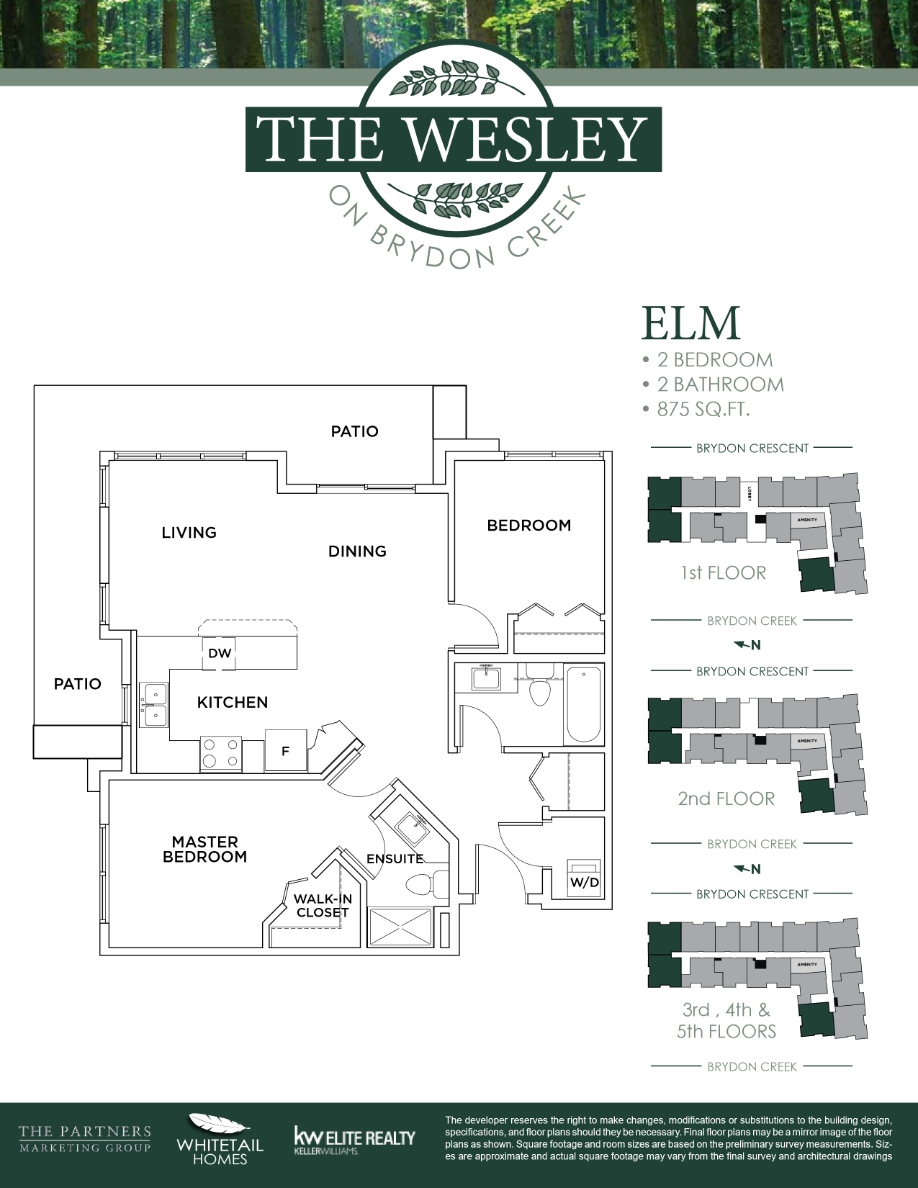 THE WESLEY
ON BRYDON CREEK
ELM
• 2 BEDROOM
• 2 BATHROOM
• 875 SQ.FT.
PATIO
LIVING
DINING
BEDROOM
DW
PATIO
KITCHEN
F
MASTER
BEDROOM
ENSUITE
WALK-IN
CLOSET
W/D
BRYDON CRESCENT
LOBBY
AMENITY
1st FLOOR
BRYDON CREEK
N
BRYDON CRESCENT
AMENITY
2nd FLOOR
BRYDON CREEK
N
BRYDON CRESCENT
AMENITY
3rd , 4th &
5th FLOORS
BRYDON CREEK
THE PARTNERS
MARKETING GROUP
WHITETAIL
HOMES
kw ELITE REALTY
KELLERWILLIAMS.
The developer reserves the right to make changes, modifications or substitutions to the building design,
specifications, and floor plans should they be necessary. Final floor plans may be a mirror image of the floor
plans as shown. Square footage and room sizes are based on the preliminary survey measurements. Siz-
es are approximate and actual square footage may vary from the final survey and architectural drawings